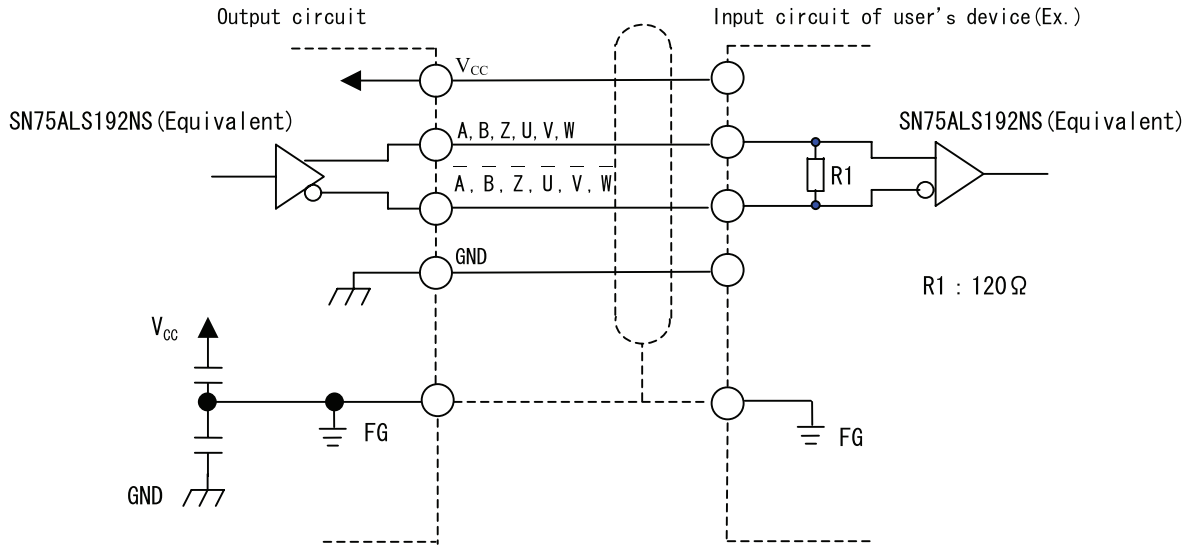 Output circuit
Input circuit of user's device(Ex.)
VCC
SN75ALS192NS(Equivalent)
A, B, Z, U, V, W
SN75ALS192NS(Equivalent)
A̅, B̅, Z̅, U̅, V̅, W̅
R1
GND
R1 : 120Ω
VCC
FG
FG
GND